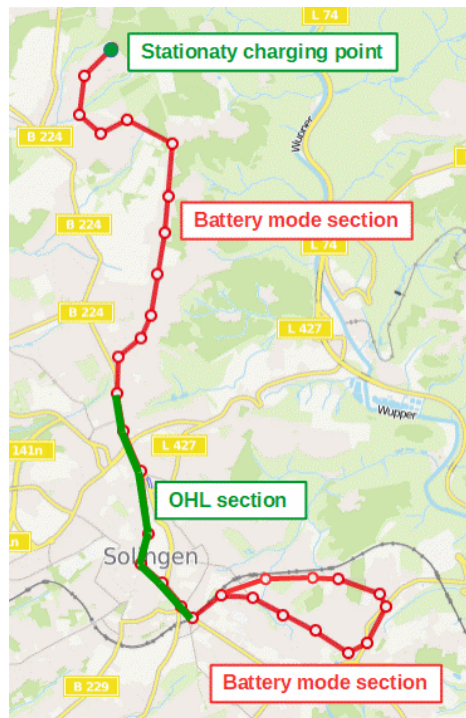 L 74
Stationaty charging point
B 224
Wupper
Battery mode section
B 224
L 74
B 224
L 427
Wupper
L 427
141n
OHL section
Solingen
Battery mode section
B 229